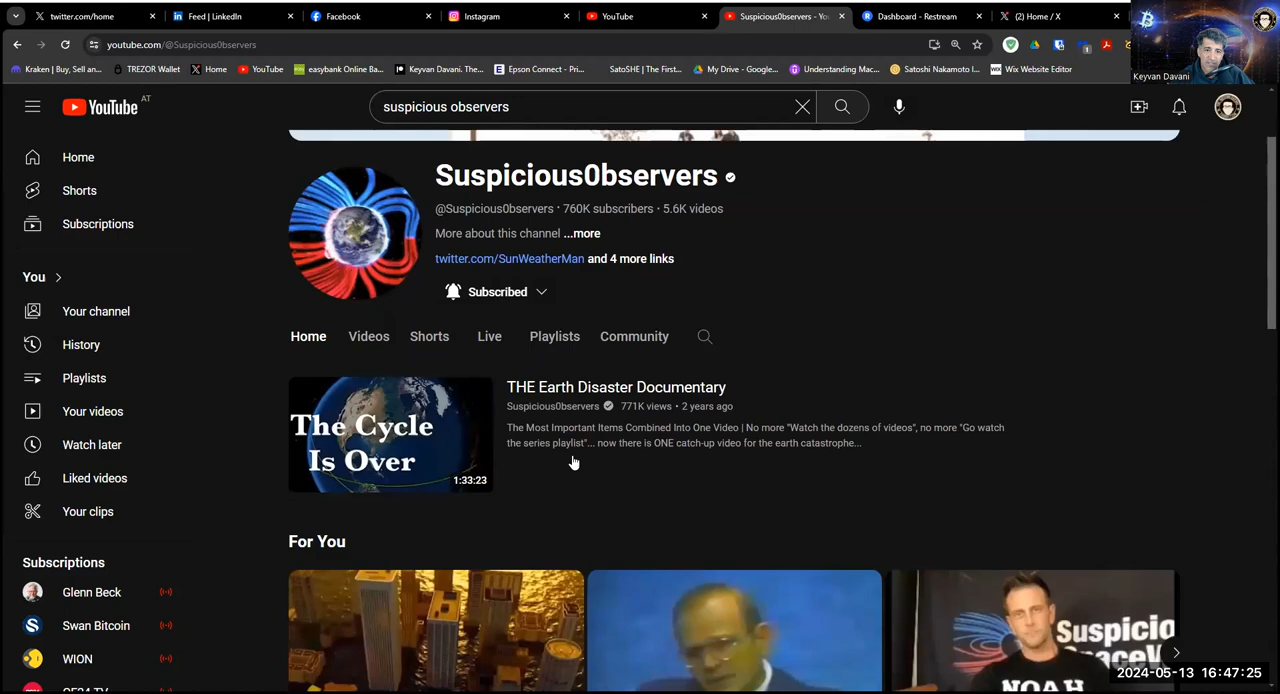 twitter.com/home
Feed | LinkedIn
Facebook
Instagram
YouTube
Suspicious0bservers - You
Dashboard - Restream
(2) Home / X
youtube.com/@Suspicious0bservers
Kraken | Buy, Sell an...
TREZOR Wallet
Home
YouTube
easybank Online Ba...
Keyvan Davani. The...
Epson Connect - Pri...
SatoSHE | The First...
My Drive - Google...
Understanding Mac...
Satoshi Nakamoto I...
Wix Website Editor
Keyvan Davani
YouTube AT
suspicious observers
Home
Shorts
Subscriptions
You
Your channel
History
Playlists
Your videos
Watch later
Liked videos
Your clips
Subscriptions
Glenn Beck
Swan Bitcoin
WION
Suspicious0bservers
@Suspicious0bservers · 760K subscribers · 5.6K videos
More about this channel ...more
twitter.com/SunWeatherMan and 4 more links
Subscribed
Home Videos Shorts Live Playlists Community
The Cycle
Is Over
1:33:23
THE Earth Disaster Documentary
Suspicious0bservers 771K views · 2 years ago
The Most Important Items Combined Into One Video | No more "Watch the dozens of videos", no more "Go watch
the series playlist"... now there is ONE catch-up video for the earth catastrophe...
For You
Suspicio
NOAH
2024-05-13 16:47:25